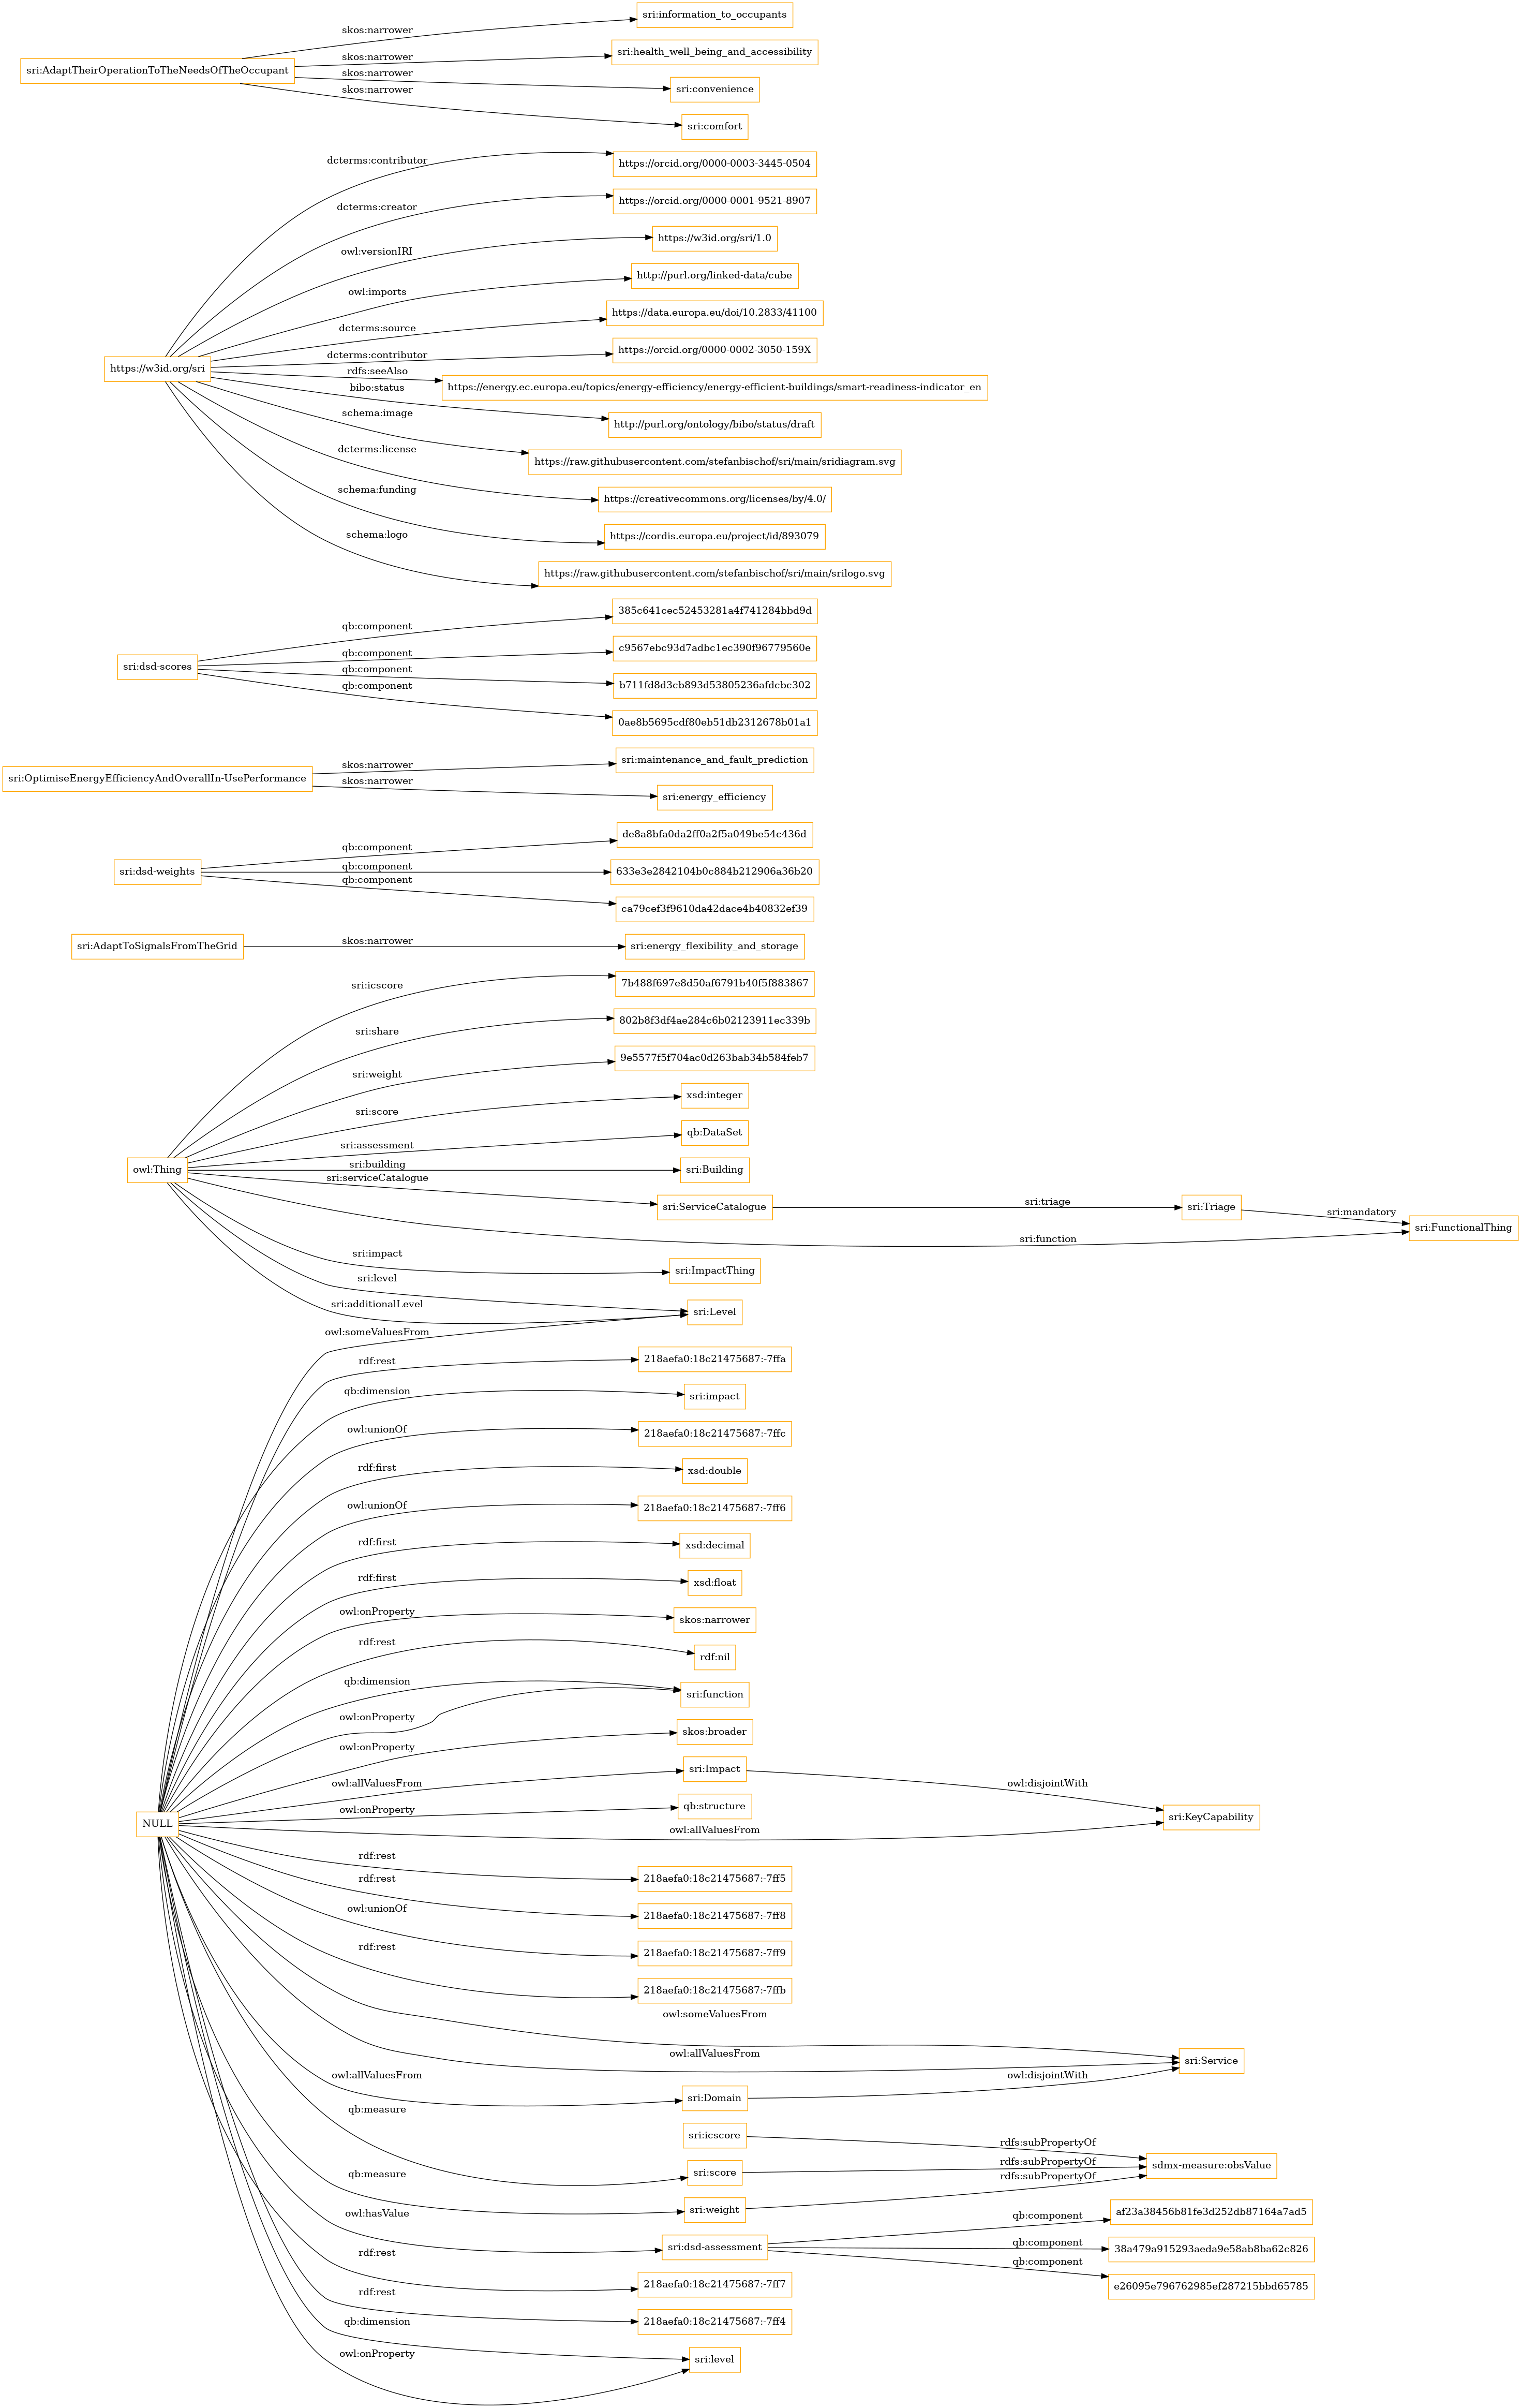 sri:information_to_occupants
skos:narrower
sri:health_well_being_and_accessibility
skos:narrower
sri:AdaptTheirOperationToTheNeedsOfTheOccupant
skos:narrower
sri:convenience
skos:narrower
sri:comfort
dcterms:contributor
https://orcid.org/0000-0003-3445-0504
dcterms:creator
https://orcid.org/0000-0001-9521-8907
owl:versionIRI
https://w3id.org/sri/1.0
owl:imports
http://purl.org/linked-data/cube
dcterms:source
https://data.europa.eu/doi/10.2833/41100
dcterms:contributor
https://orcid.org/0000-0002-3050-159X
https://w3id.org/sri
rdfs:seeAlso
https://energy.ec.europa.eu/topics/energy-efficiency/energy-efficient-buildings/smart-readiness-indicator_en
bibo:status
http://purl.org/ontology/bibo/status/draft
schema:image
https://raw.githubusercontent.com/stefanbischof/sri/main/sridiagram.svg
dcterms:license
https://creativecommons.org/licenses/by/4.0/
schema:funding
https://cordis.europa.eu/project/id/893079
schema:logo
https://raw.githubusercontent.com/stefanbischof/sri/main/srilogo.svg
385c641cec52453281a4f741284bbd9d
qb:component
c9567ebc93d7adbc1ec390f96779560e
qb:component
sri:dsd-scores
qb:component
b711fd8d3cb893d53805236afdcbc302
qb:component
0ae8b5695cdf80eb51db2312678b01a1
sri:maintenance_and_fault_prediction
skos:narrower
sri:OptimiseEnergyEfficiencyAndOverallIn-UsePerformance
skos:narrower
sri:energy_efficiency
de8a8bfa0da2ff0a2f5a049be54c436d
qb:component
sri:dsd-weights
qb:component
633e3e2842104b0c884b212906a36b20
qb:component
ca79cef3f9610da42dace4b40832ef39
sri:AdaptToSignalsFromTheGrid
skos:narrower
sri:energy_flexibility_and_storage
sri:icscore
7b488f697e8d50af6791b40f5f883867
sri:share
802b8f3df4ae284c6b02123911ec339b
sri:weight
9e5577f5f704ac0d263bab34b584feb7
sri:score
xsd:integer
sri:assessment
qb:DataSet
owl:Thing
sri:building
sri:Building
sri:serviceCatalogue
sri:ServiceCatalogue
sri:triage
sri:Triage
sri:mandatory
sri:FunctionalThing
sri:function
sri:impact
sri:ImpactThing
sri:level
sri:additionalLevel
sri:Level
owl:someValuesFrom
rdf:rest
218aefa0:18c21475687:-7ffa
qb:dimension
sri:impact
owl:unionOf
218aefa0:18c21475687:-7ffc
rdf:first
xsd:double
owl:unionOf
218aefa0:18c21475687:-7ff6
rdf:first
xsd:decimal
rdf:first
xsd:float
owl:onProperty
skos:narrower
rdf:rest
rdf:nil
qb:dimension
sri:function
owl:onProperty
skos:broader
owl:onProperty
sri:Impact
owl:allValuesFrom
owl:disjointWith
qb:structure
owl:onProperty
sri:KeyCapability
NULL
owl:allValuesFrom
rdf:rest
218aefa0:18c21475687:-7ff5
rdf:rest
218aefa0:18c21475687:-7ff8
owl:unionOf
218aefa0:18c21475687:-7ff9
rdf:rest
218aefa0:18c21475687:-7ffb
owl:someValuesFrom
owl:allValuesFrom
sri:Service
owl:allValuesFrom
sri:Domain
owl:disjointWith
qb:measure
sri:icscore
rdfs:subPropertyOf
sri:score
rdfs:subPropertyOf
sdmx-measure:obsValue
qb:measure
sri:weight
rdfs:subPropertyOf
owl:hasValue
sri:dsd-assessment
qb:component
af23a38456b81fe3d252db87164a7ad5
qb:component
38a479a915293aeda9e58ab8ba62c826
qb:component
e26095e796762985ef287215bbd65785
rdf:rest
218aefa0:18c21475687:-7ff7
rdf:rest
218aefa0:18c21475687:-7ff4
qb:dimension
sri:level
owl:onProperty